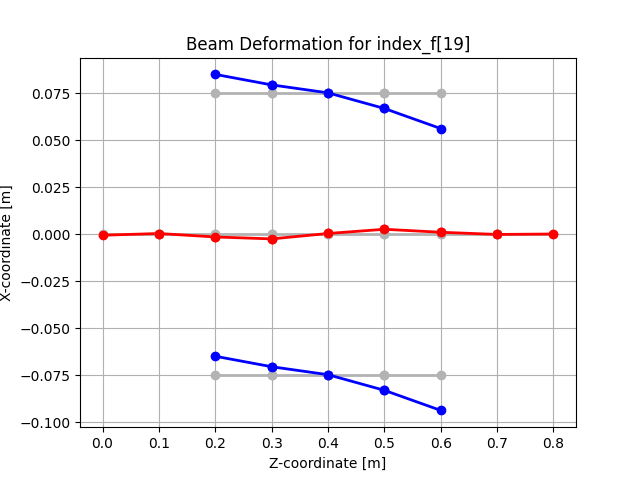 Beam Deformation for index_f[19]
X-coordinate [m]
0.075
0.050
0.025
0.000
−0.025
−0.050
−0.075
−0.100
0.0 0.1 0.2 0.3 0.4 0.5 0.6 0.7 0.8
Z-coordinate [m]